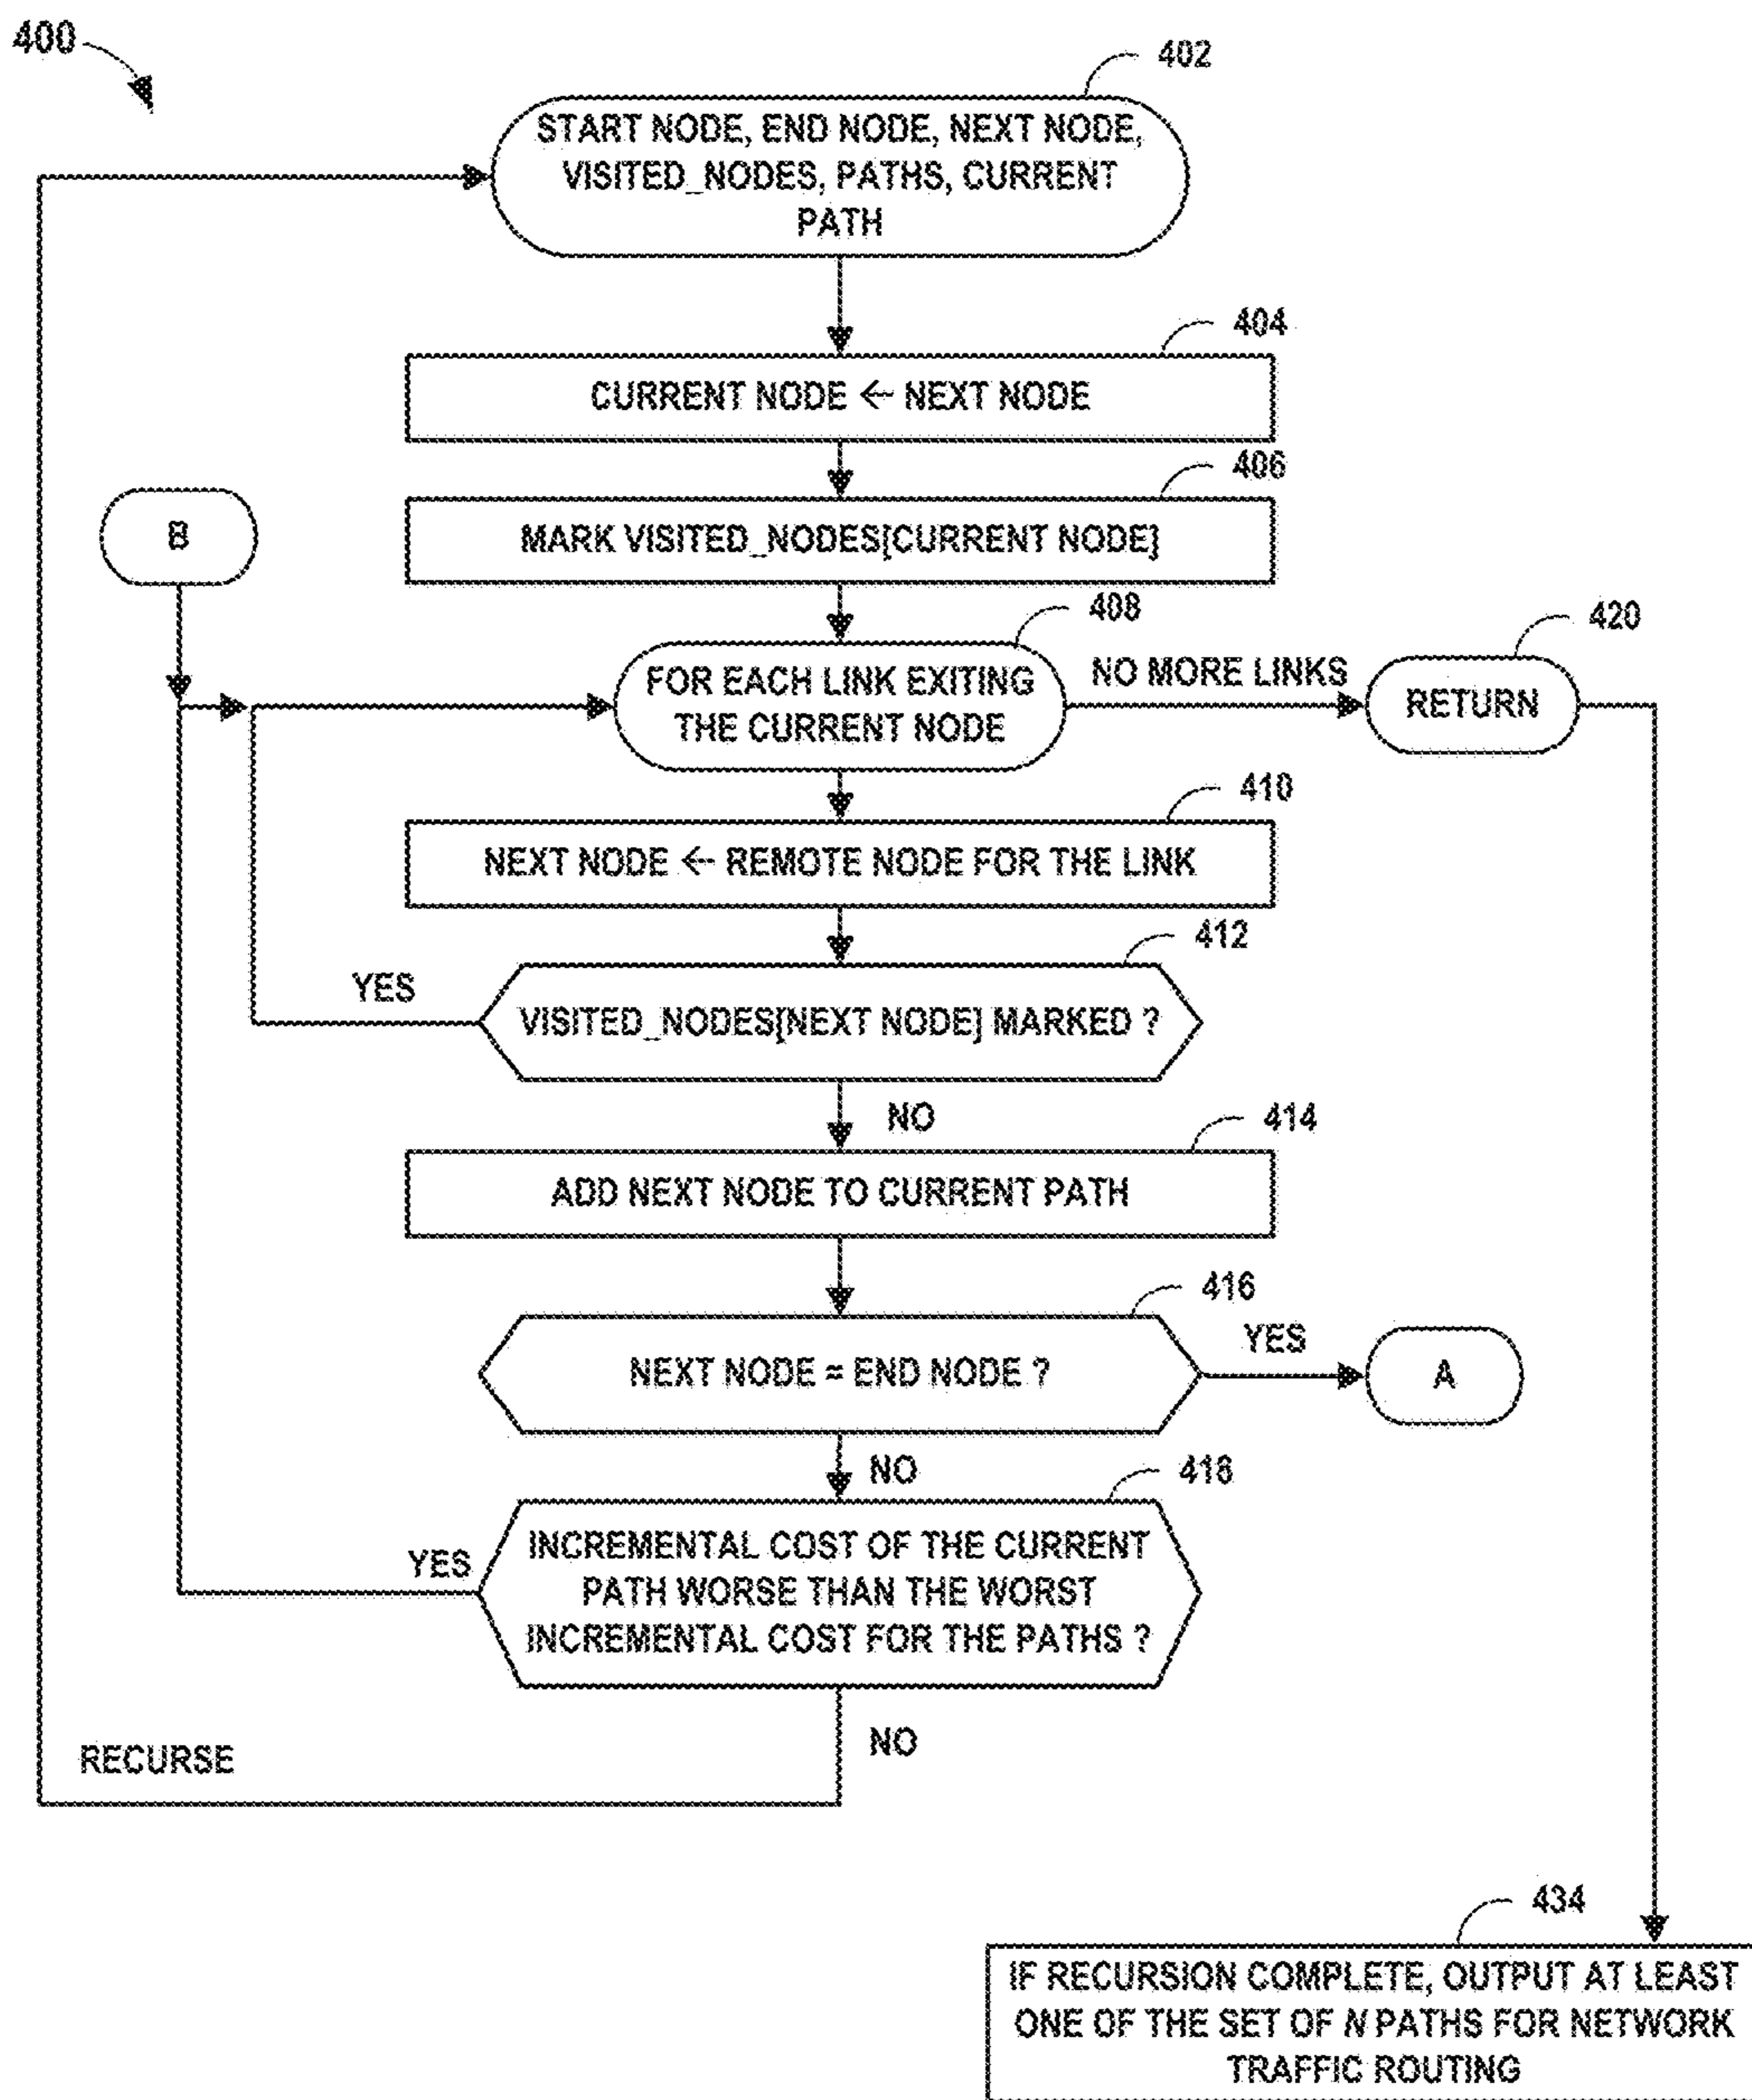 400
402
START NODE, END NODE, NEXT NODE,
VISITED_NODES, PATHS, CURRENT
PATH
404
CURRENT NODE ← NEXT NODE
406
MARK VISITED_NODES[CURRENT NODE]
B
408
FOR EACH LINK EXITING
THE CURRENT NODE
NO MORE LINKS
420
RETURN
410
NEXT NODE ← REMOTE NODE FOR THE LINK
412
YES
VISITED_NODES[NEXT NODE] MARKED ?
NO
414
ADD NEXT NODE TO CURRENT PATH
416
NEXT NODE = END NODE ?
YES
A
NO
418
YES
INCREMENTAL COST OF THE CURRENT
PATH WORSE THAN THE WORST
INCREMENTAL COST FOR THE PATHS ?
NO
RECURSE
434
IF RECURSION COMPLETE, OUTPUT AT LEAST
ONE OF THE SET OF N PATHS FOR NETWORK
TRAFFIC ROUTING